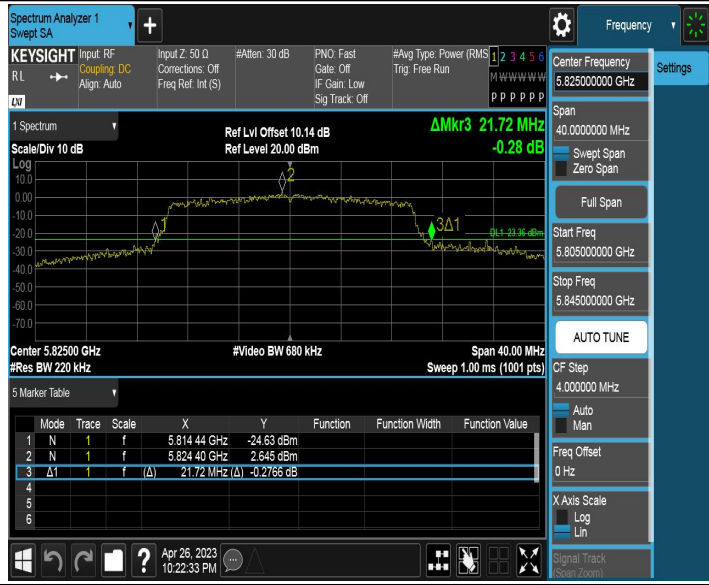 Spectrum Analyzer 1
Swept SA
+
Frequency
KEYSIGHT
RL
LXI
Input: RF
Coupling: DC
Align: Auto
Input Z: 50 Ω
Corrections: Off
Freq Ref: Int (S)
#Atten: 30 dB
PNO: Fast
Gate: Off
IF Gain: Low
Sig Track: Off
#Avg Type: Power (RMS
Trig: Free Run
1 2 3 4 5 6
M W W W W W
P P P P P P
1 Spectrum
Scale/Div 10 dB
Ref Lvl Offset 10.14 dB
Ref Level 20.00 dBm
ΔMkr3 21.72 MHz
-0.28 dB
Log
10.0
0.00
-10.0
-20.0
-30.0
-40.0
-50.0
-60.0
-70.0
2
1
3Δ1
DL1 -23.36 dBm
Center 5.82500 GHz
#Video BW 680 kHz
Span 40.00 MHz
#Res BW 220 kHz
Sweep 1.00 ms (1001 pts)
5 Marker Table
Mode Trace Scale X Y Function Function Width Function Value
1 N 1 f 5.814 44 GHz -24.63 dBm
2 N 1 f 5.824 40 GHz 2.645 dBm
3 Δ1 1 f (Δ) 21.72 MHz (Δ) -0.2766 dB
4
5
6
?
Apr 26, 2023
10:22:33 PM
Center Frequency
5.825000000 GHz
Settings
Span
40.0000000 MHz
Swept Span
Zero Span
Full Span
Start Freq
5.805000000 GHz
Stop Freq
5.845000000 GHz
AUTO TUNE
CF Step
4.000000 MHz
Auto
Man
Freq Offset
0 Hz
X Axis Scale
Log
Lin
Signal Track
(Span Zoom)